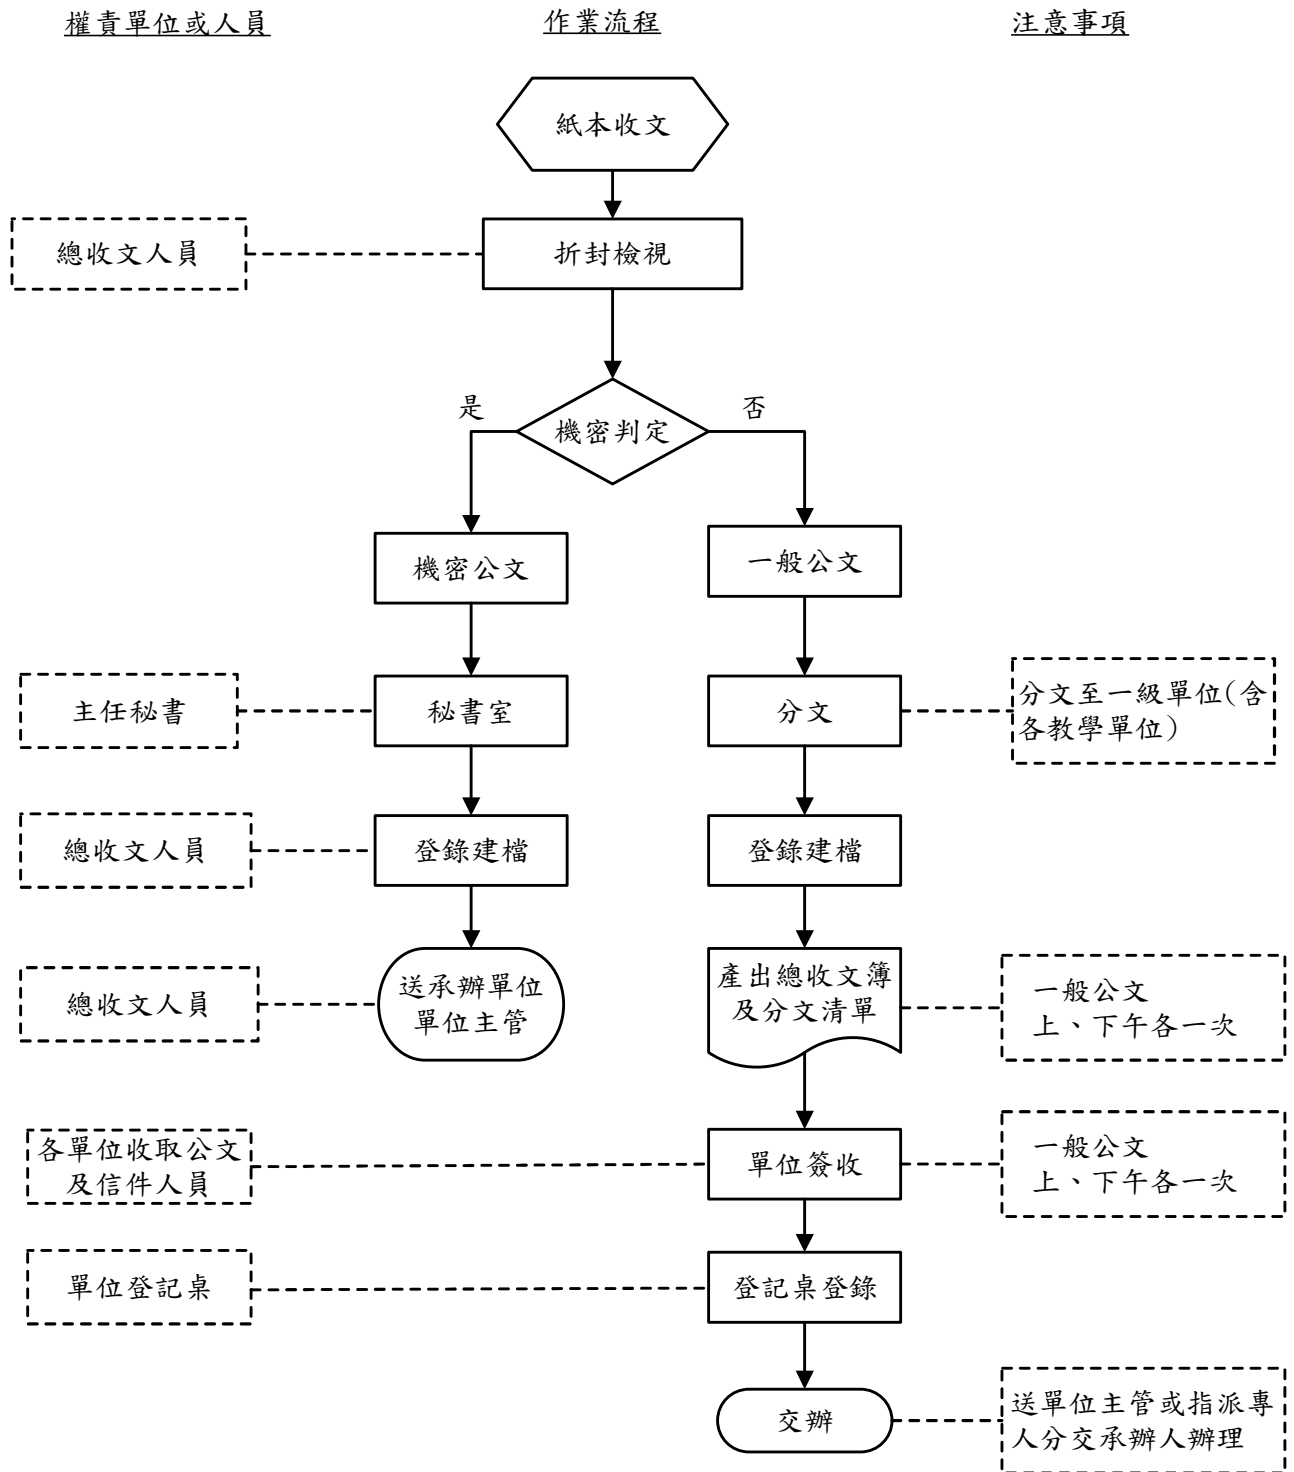 權責單位或人員
作業流程
注意事項
紙本收文
總收文人員
折封檢視
機密判定
是
否
機密公文
一般公文
主任秘書
秘書室
分文
分文至一級單位(含
各教學單位)
總收文人員
登錄建檔
登錄建檔
總收文人員
送承辦單位
單位主管
產出總收文簿
及分文清單
一般公文
上、下午各一次
各單位收取公文
及信件人員
單位簽收
一般公文
上、下午各一次
單位登記桌
登記桌登錄
交辦
送單位主管或指派專
人分交承辦人辦理